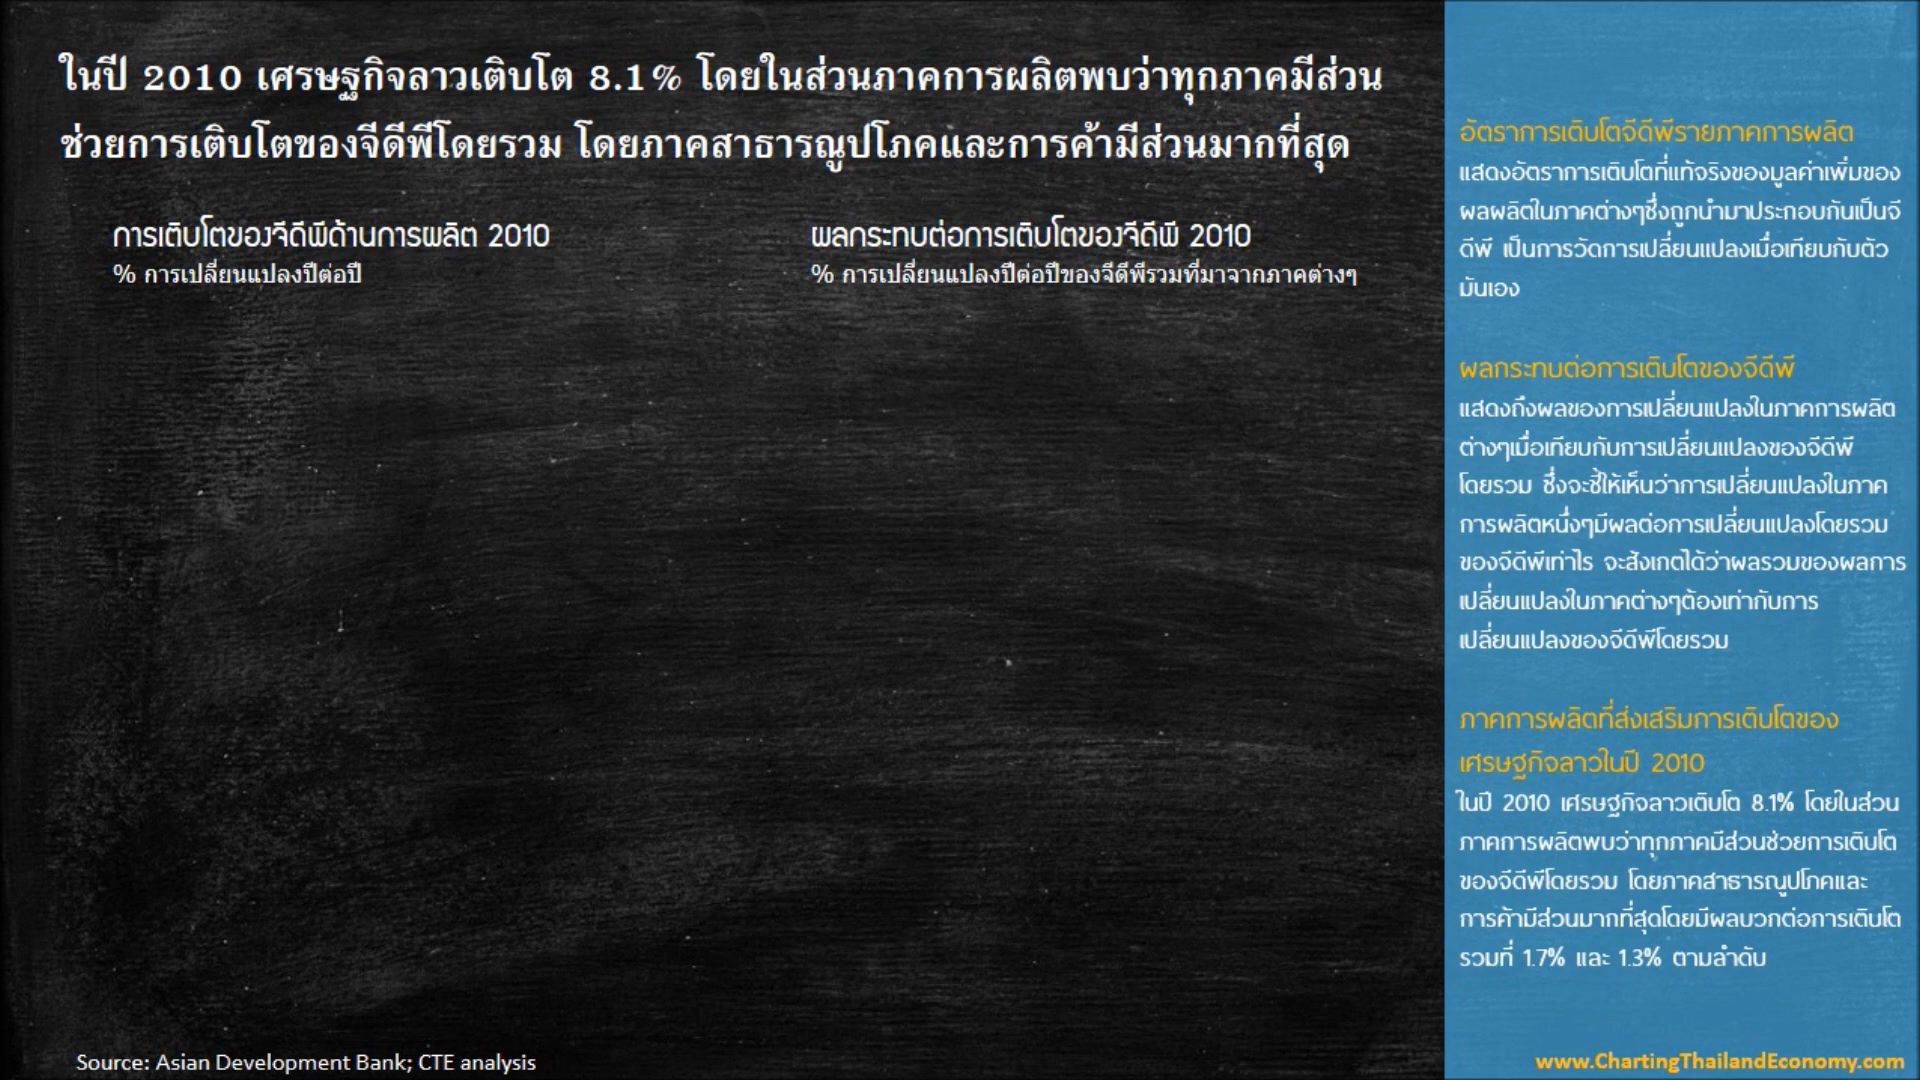 ในปี 2010 เศรษฐกิจลาวเติบโต 8.1% โดยในส่วนภาคการผลิตพบว่าทุกภาคมีส่วน
ช่วยการเติบโตของจีดีพีโดยรวม โดยภาคสาธารณูปโภคและการค้ามีส่วนมากที่สุด
การเติบโตของจีดีพีด้านการผลิต 2010
% การเปลี่ยนแปลงปีต่อปี
ผลกระทบต่อการเติบโตของจีดีพี 2010
% การเปลี่ยนแปลงปีต่อปีของจีดีพีรวมที่มาจากภาคต่างๆ
อัตราการเติบโตจีดีพีรายภาคการผลิต
แสดงอัตราการเติบโตที่แท้จริงของมูลค่าเพิ่มของ
ผลผลิตในภาคต่างๆซึ่งถูกนำมาประกอบกันเป็นจี
ดีพี เป็นการวัดการเปลี่ยนแปลงเมื่อเทียบกับตัว
มันเอง
ผลกระทบต่อการเติบโตของจีดีพี
แสดงถึงผลของการเปลี่ยนแปลงในภาคการผลิต
ต่างๆเมื่อเทียบกับการเปลี่ยนแปลงของจีดีพี
โดยรวม ซึ่งจะชี้ให้เห็นว่าการเปลี่ยนแปลงในภาค
การผลิตหนึ่งๆมีผลต่อการเปลี่ยนแปลงโดยรวม
ของจีดีพีเท่าไร จะสังเกตได้ว่าผลรวมของผลการ
เปลี่ยนแปลงในภาคต่างๆต้องเท่ากับการ
เปลี่ยนแปลงของจีดีพีโดยรวม
ภาคการผลิตที่ส่งเสริมการเติบโตของ
เศรษฐกิจลาวในปี 2010
ในปี 2010 เศรษฐกิจลาวเติบโต 8.1% โดยในส่วน
ภาคการผลิตพบว่าทุกภาคมีส่วนช่วยการเติบโต
ของจีดีพีโดยรวม โดยภาคสาธารณูปโภคและ
การค้ามีส่วนมากที่สุดโดยมีผลบวกต่อการเติบโต
รวมที่ 1.7% และ 1.3% ตามลำดับ
Source: Asian Development Bank; CTE analysis
www.ChartingThailandEconomy.com